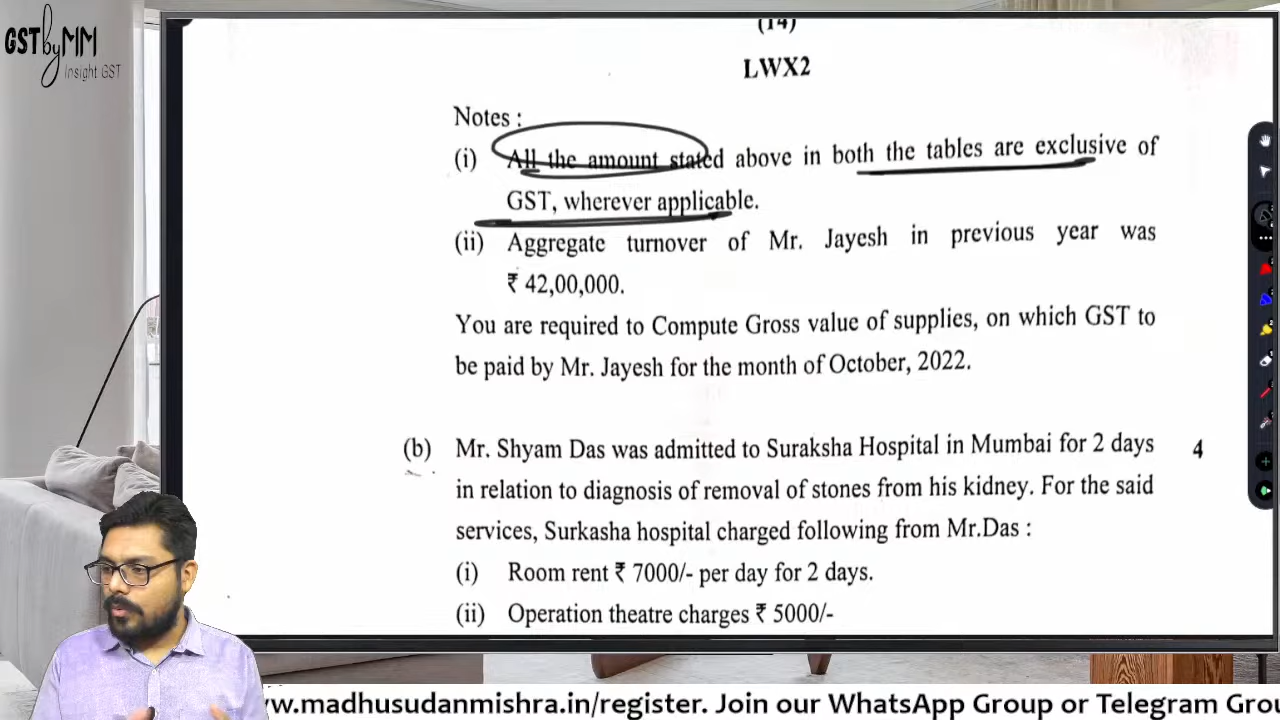 GSTbyMM
Insight GST
(14)
LWX2
Notes :
(i) All the amount stated above in both the tables are exclusive of
GST, wherever applicable.
(ii) Aggregate turnover of Mr. Jayesh in previous year was
₹ 42,00,000.
You are required to Compute Gross value of supplies, on which GST to
be paid by Mr. Jayesh for the month of October, 2022.
(b) Mr. Shyam Das was admitted to Suraksha Hospital in Mumbai for 2 days 4
in relation to diagnosis of removal of stones from his kidney. For the said
services, Surkasha hospital charged following from Mr.Das :
(i) Room rent ₹ 7000/- per day for 2 days.
(ii) Operation theatre charges ₹ 5000/-
w.madhusudanmishra.in/register. Join our WhatsApp Group or Telegram Grou